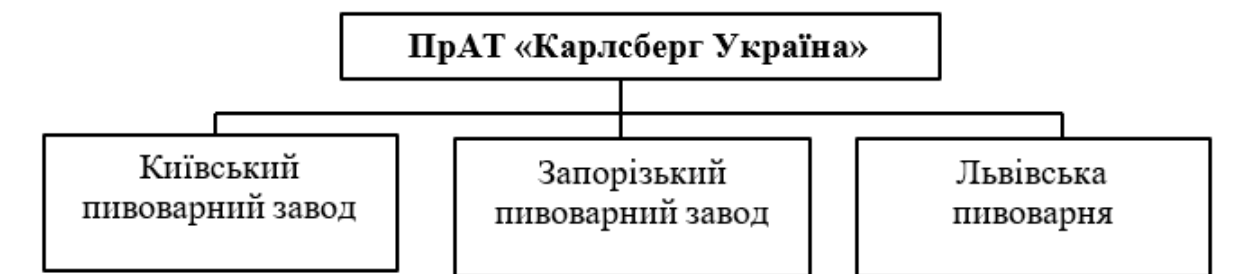 ПрАТ «Карлсберг Україна»
Київський
пивоварний завод
Запорізький
пивоварний завод
Львівська
пивоварня